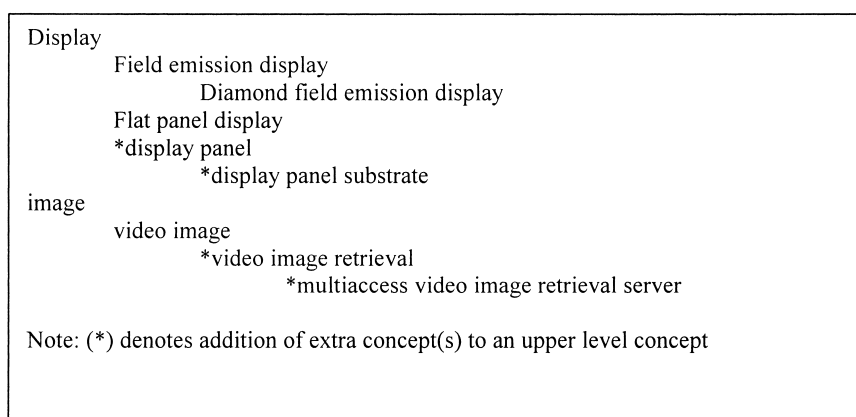 Display
Field emission display
Diamond field emission display
Flat panel display
*display panel
*display panel substrate
image
video image
*video image retrieval
*multiaccess video image retrieval server
Note: (*) denotes addition of extra concept(s) to an upper level concept